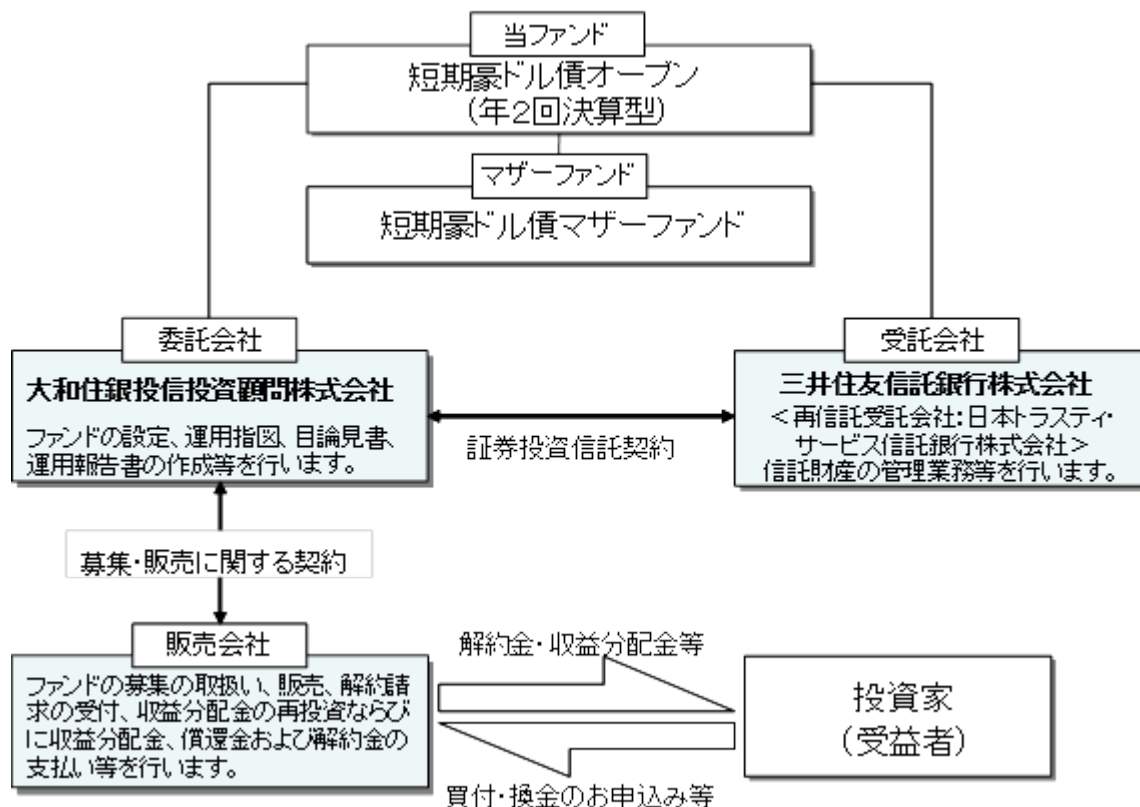 当ファンド
短期豪ドル債オープン
(年2回決算型)
マザーファンド
短期豪ドル債マザーファンド
委託会社
大和住銀投信投資顧問株式会社
ファンドの設定、運用指図、目論見書、
運用報告書の作成等を行います。
証券投資信託契約
受託会社
三井住友信託銀行株式会社
<再信託受託会社:日本トラスティ・
サービス信託銀行株式会社>
信託財産の管理業務等を行います。
募集・販売に関する契約
販売会社
ファンドの募集の取扱い、販売、解約請
求の受付、収益分配金の再投資ならび
に収益分配金、償還金および解約金の
支払い等を行います。
解約金・収益分配金等
買付・換金のお申込み等
投資家
(受益者)